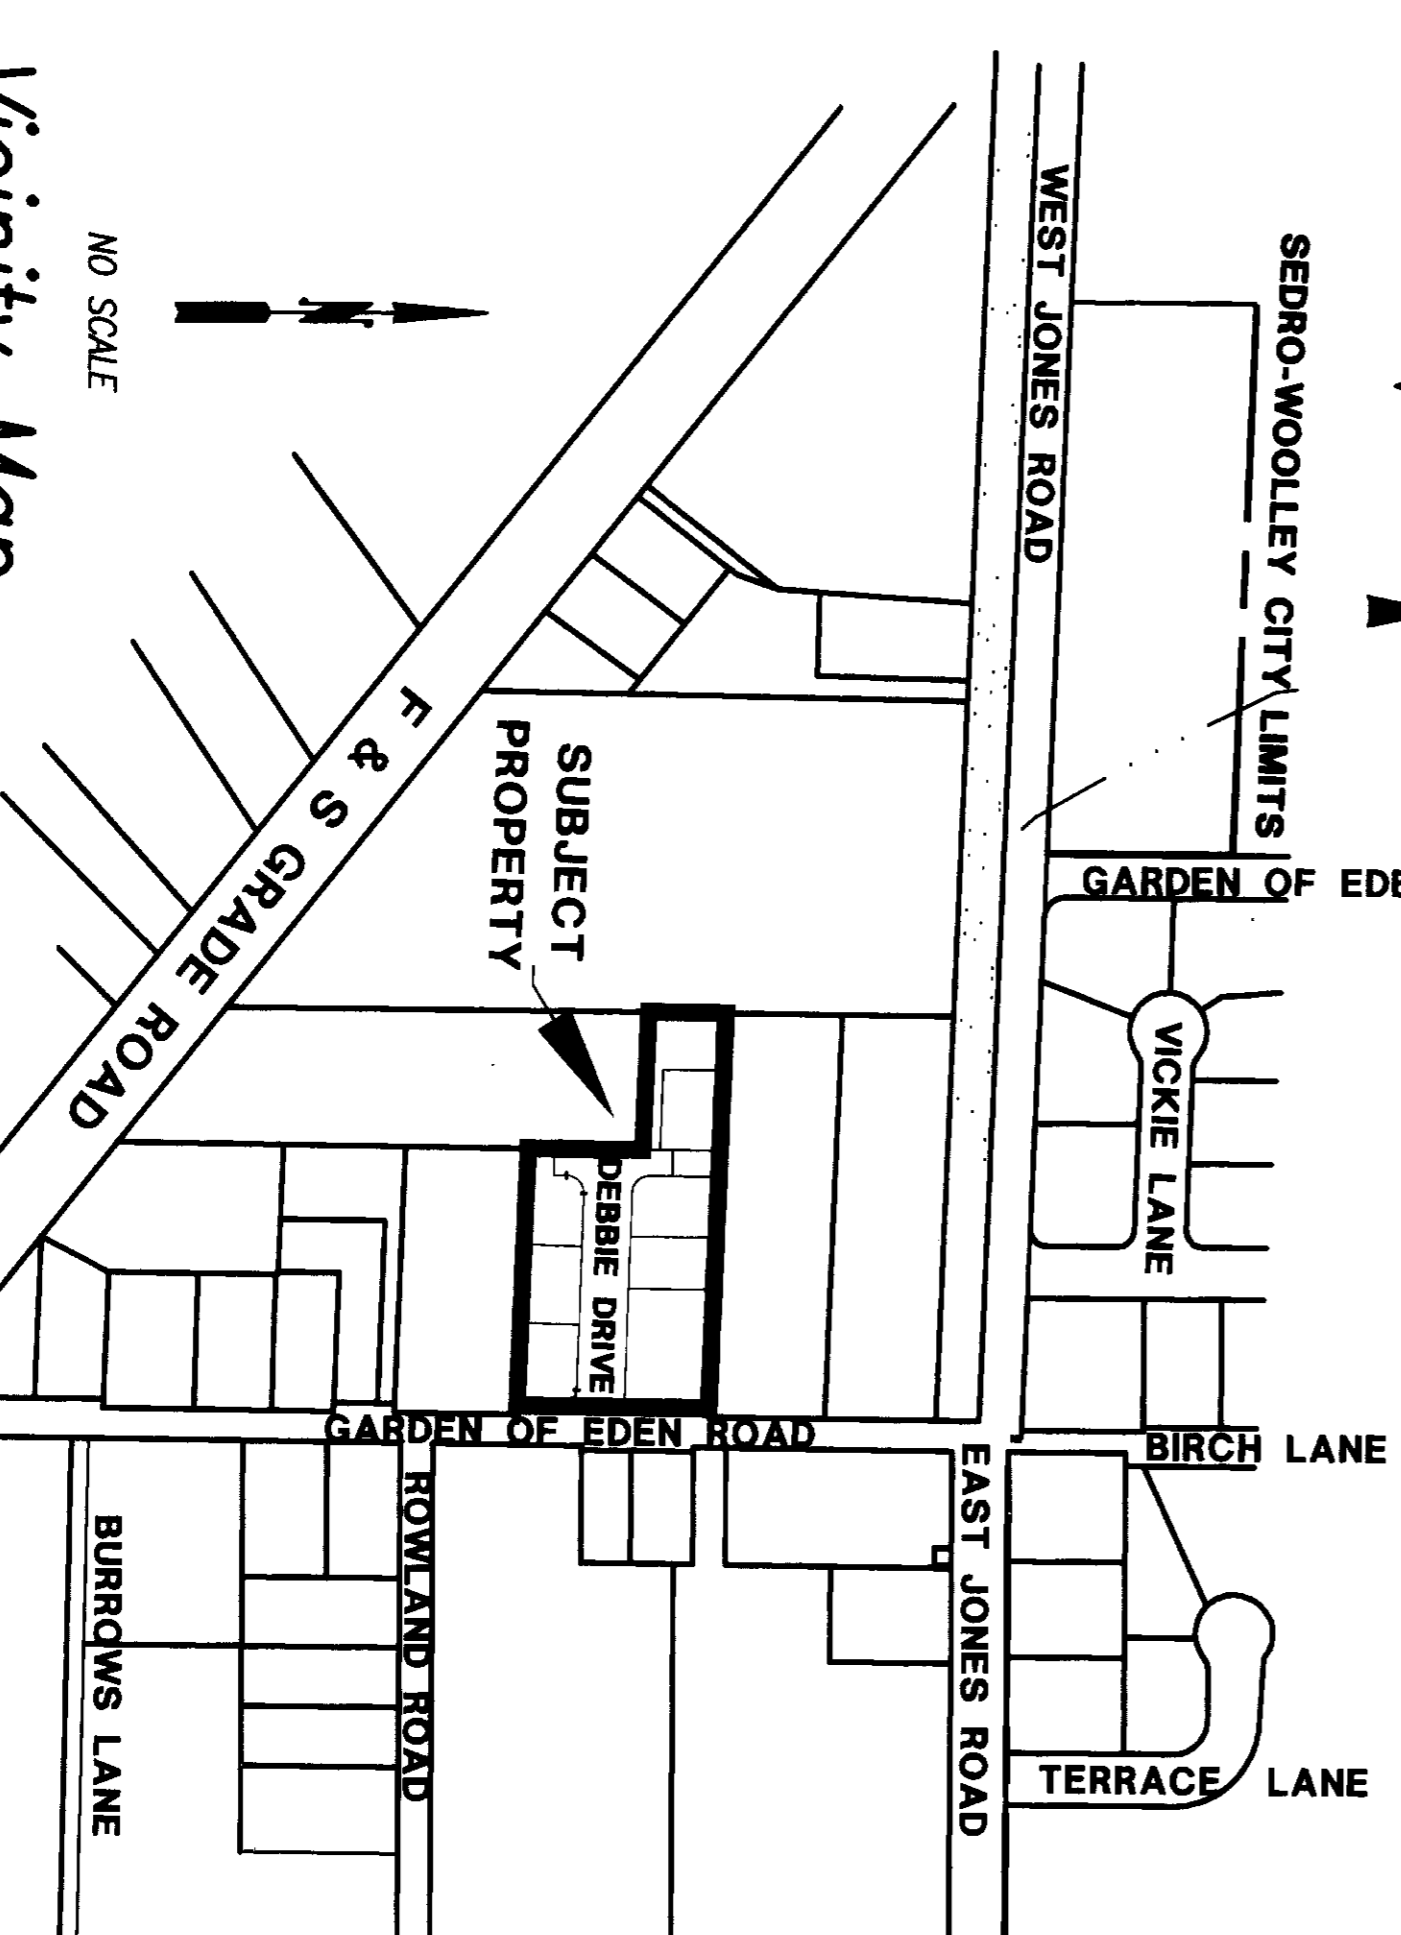 Vicinity Map
NO SCALE
WEST JONES ROAD
SEDRO-WOOLLEY CITY LIMITS
F & S GRADE ROAD
SUBJECT
PROPERTY
GARDEN OF EDE
VICKIE LANE
DEBBIE DRIVE
GARDEN OF EDEN ROAD
BIRCH LANE
EAST JONES ROAD
ROWLAND ROAD
BURROWS LANE
TERRACE LANE